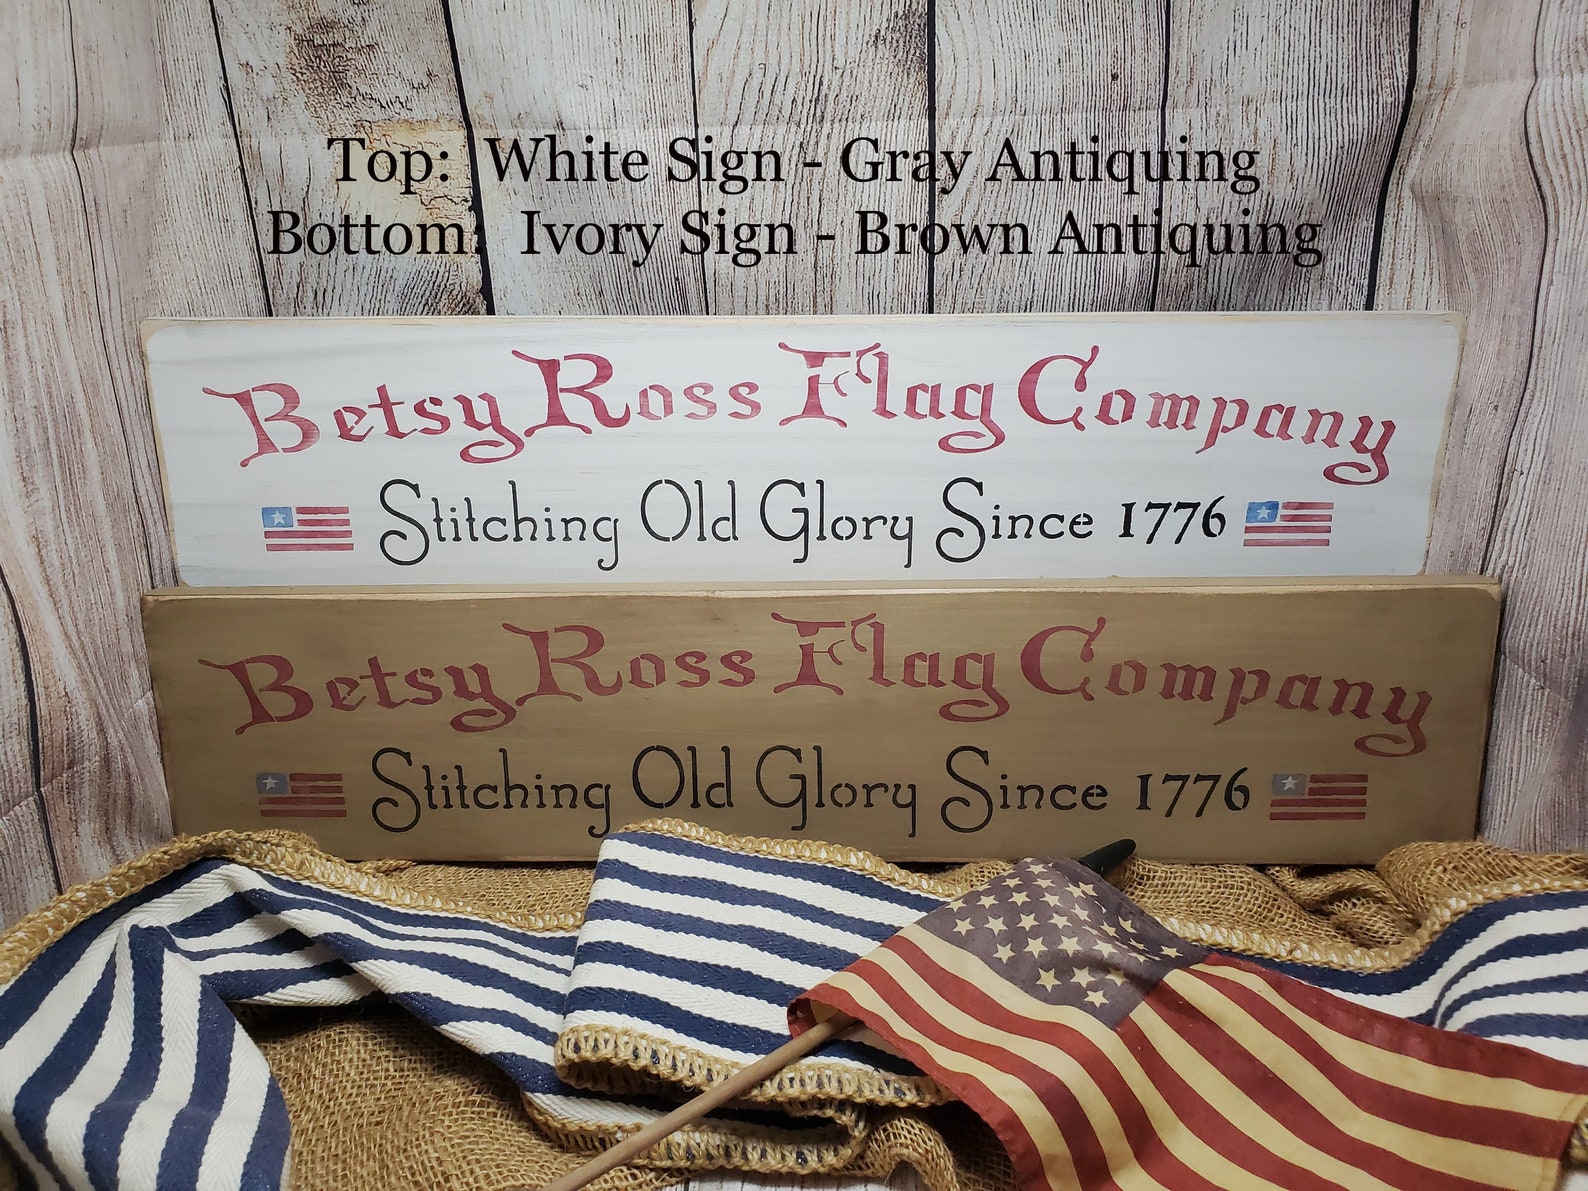 Top: White Sign - Gray Antiquing
Bottom: Ivory Sign - Brown Antiquing
Betsy Ross Flag Company
Stitching Old Glory Since 1776
Betsy Ross Flag Company
Stitching Old Glory Since 1776